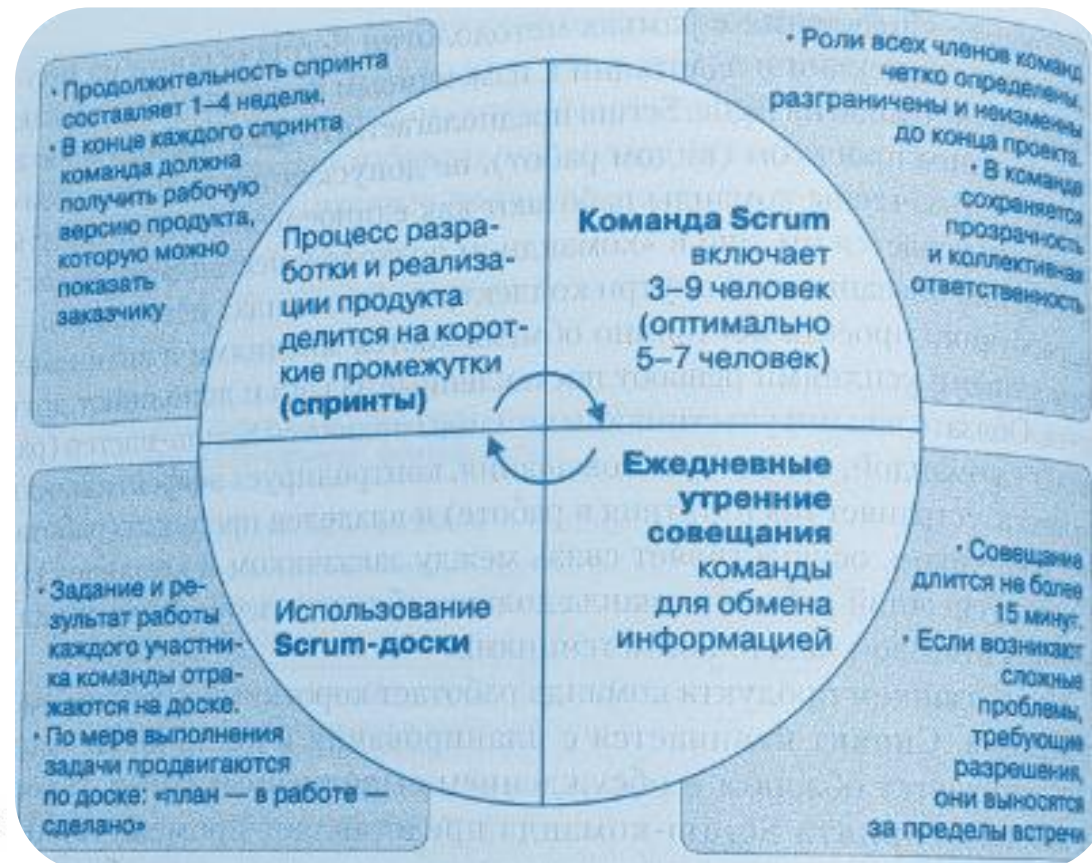 · Продолжительность спринта
составляет 1–4 недели.
· В конце каждого спринта
команда должна
получить рабочую
версию продукта,
которую можно
показать
заказчику
Процесс разра-
ботки и реализа-
ции продукта
делится на корот-
кие промежутки
(спринты)
Команда Scrum
включает
3–9 человек
(оптимально
5–7 человек)
· Роли всех членов команд
четко определены,
разграничены и неизменны
до конца проекта.
· В команде
сохраняется
прозрачность
и коллективная
ответственность
· Задание и ре-
зультат работы
каждого участни-
ка команды отра-
жаются на доске.
· По мере выполнения
задачи продвигаются
по доске: «план — в работе —
сделано»
Использование
Scrum-доски
Ежедневные
утренние
совещания
команды
для обмена
информацией
· Совещание
длится не более
15 минут.
· Если возникают
сложные
проблемы,
требующие
разрешения,
они выносятся
за пределы встречи